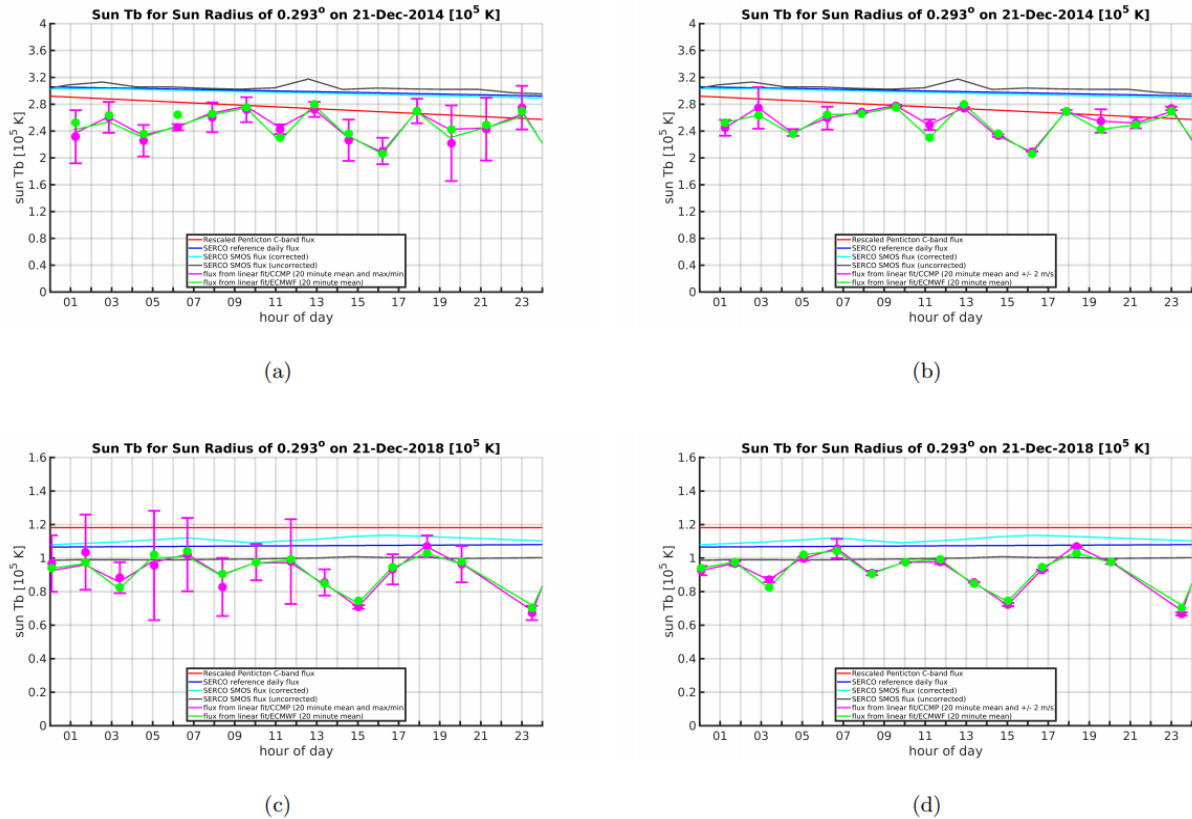 Sun Tb for Sun Radius of 0.293° on 21-Dec-2014 [10⁵ K]
sun Tb [10⁵ K]
4
3.6
3.2
2.8
2.4
2
1.6
1.2
0.8
0.4
0
Rescaled Penticton C-band flux
SERCO reference daily flux
SERCO SMOS flux (corrected)
SERCO SMOS flux (uncorrected)
flux from linear fit/CCMP (20 minute mean and max/min
flux from linear fit/ECMWF (20 minute mean)
01 03 05 07 09 11 13 15 17 19 21 23
hour of day
(a)
Sun Tb for Sun Radius of 0.293° on 21-Dec-2014 [10⁵ K]
sun Tb [10⁵ K]
4
3.6
3.2
2.8
2.4
2
1.6
1.2
0.8
0.4
0
Rescaled Penticton C-band flux
SERCO reference daily flux
SERCO SMOS flux (corrected)
SERCO SMOS flux (uncorrected)
flux from linear fit/CCMP (20 minute mean and +/- 2 m/s
flux from linear fit/ECMWF (20 minute mean)
01 03 05 07 09 11 13 15 17 19 21 23
hour of day
(b)
Sun Tb for Sun Radius of 0.293° on 21-Dec-2018 [10⁵ K]
sun Tb [10⁵ K]
1.6
1.4
1.2
1
0.8
0.6
0.4
0.2
0
Rescaled Penticton C-band flux
SERCO reference daily flux
SERCO SMOS flux (corrected)
SERCO SMOS flux (uncorrected)
flux from linear fit/CCMP (20 minute mean and max/min
flux from linear fit/ECMWF (20 minute mean)
01 03 05 07 09 11 13 15 17 19 21 23
hour of day
(c)
Sun Tb for Sun Radius of 0.293° on 21-Dec-2018 [10⁵ K]
sun Tb [10⁵ K]
1.6
1.4
1.2
1
0.8
0.6
0.4
0.2
0
Rescaled Penticton C-band flux
SERCO reference daily flux
SERCO SMOS flux (corrected)
SERCO SMOS flux (uncorrected)
flux from linear fit/CCMP (20 minute mean and +/- 2 m/s
flux from linear fit/ECMWF (20 minute mean)
01 03 05 07 09 11 13 15 17 19 21 23
hour of day
(d)